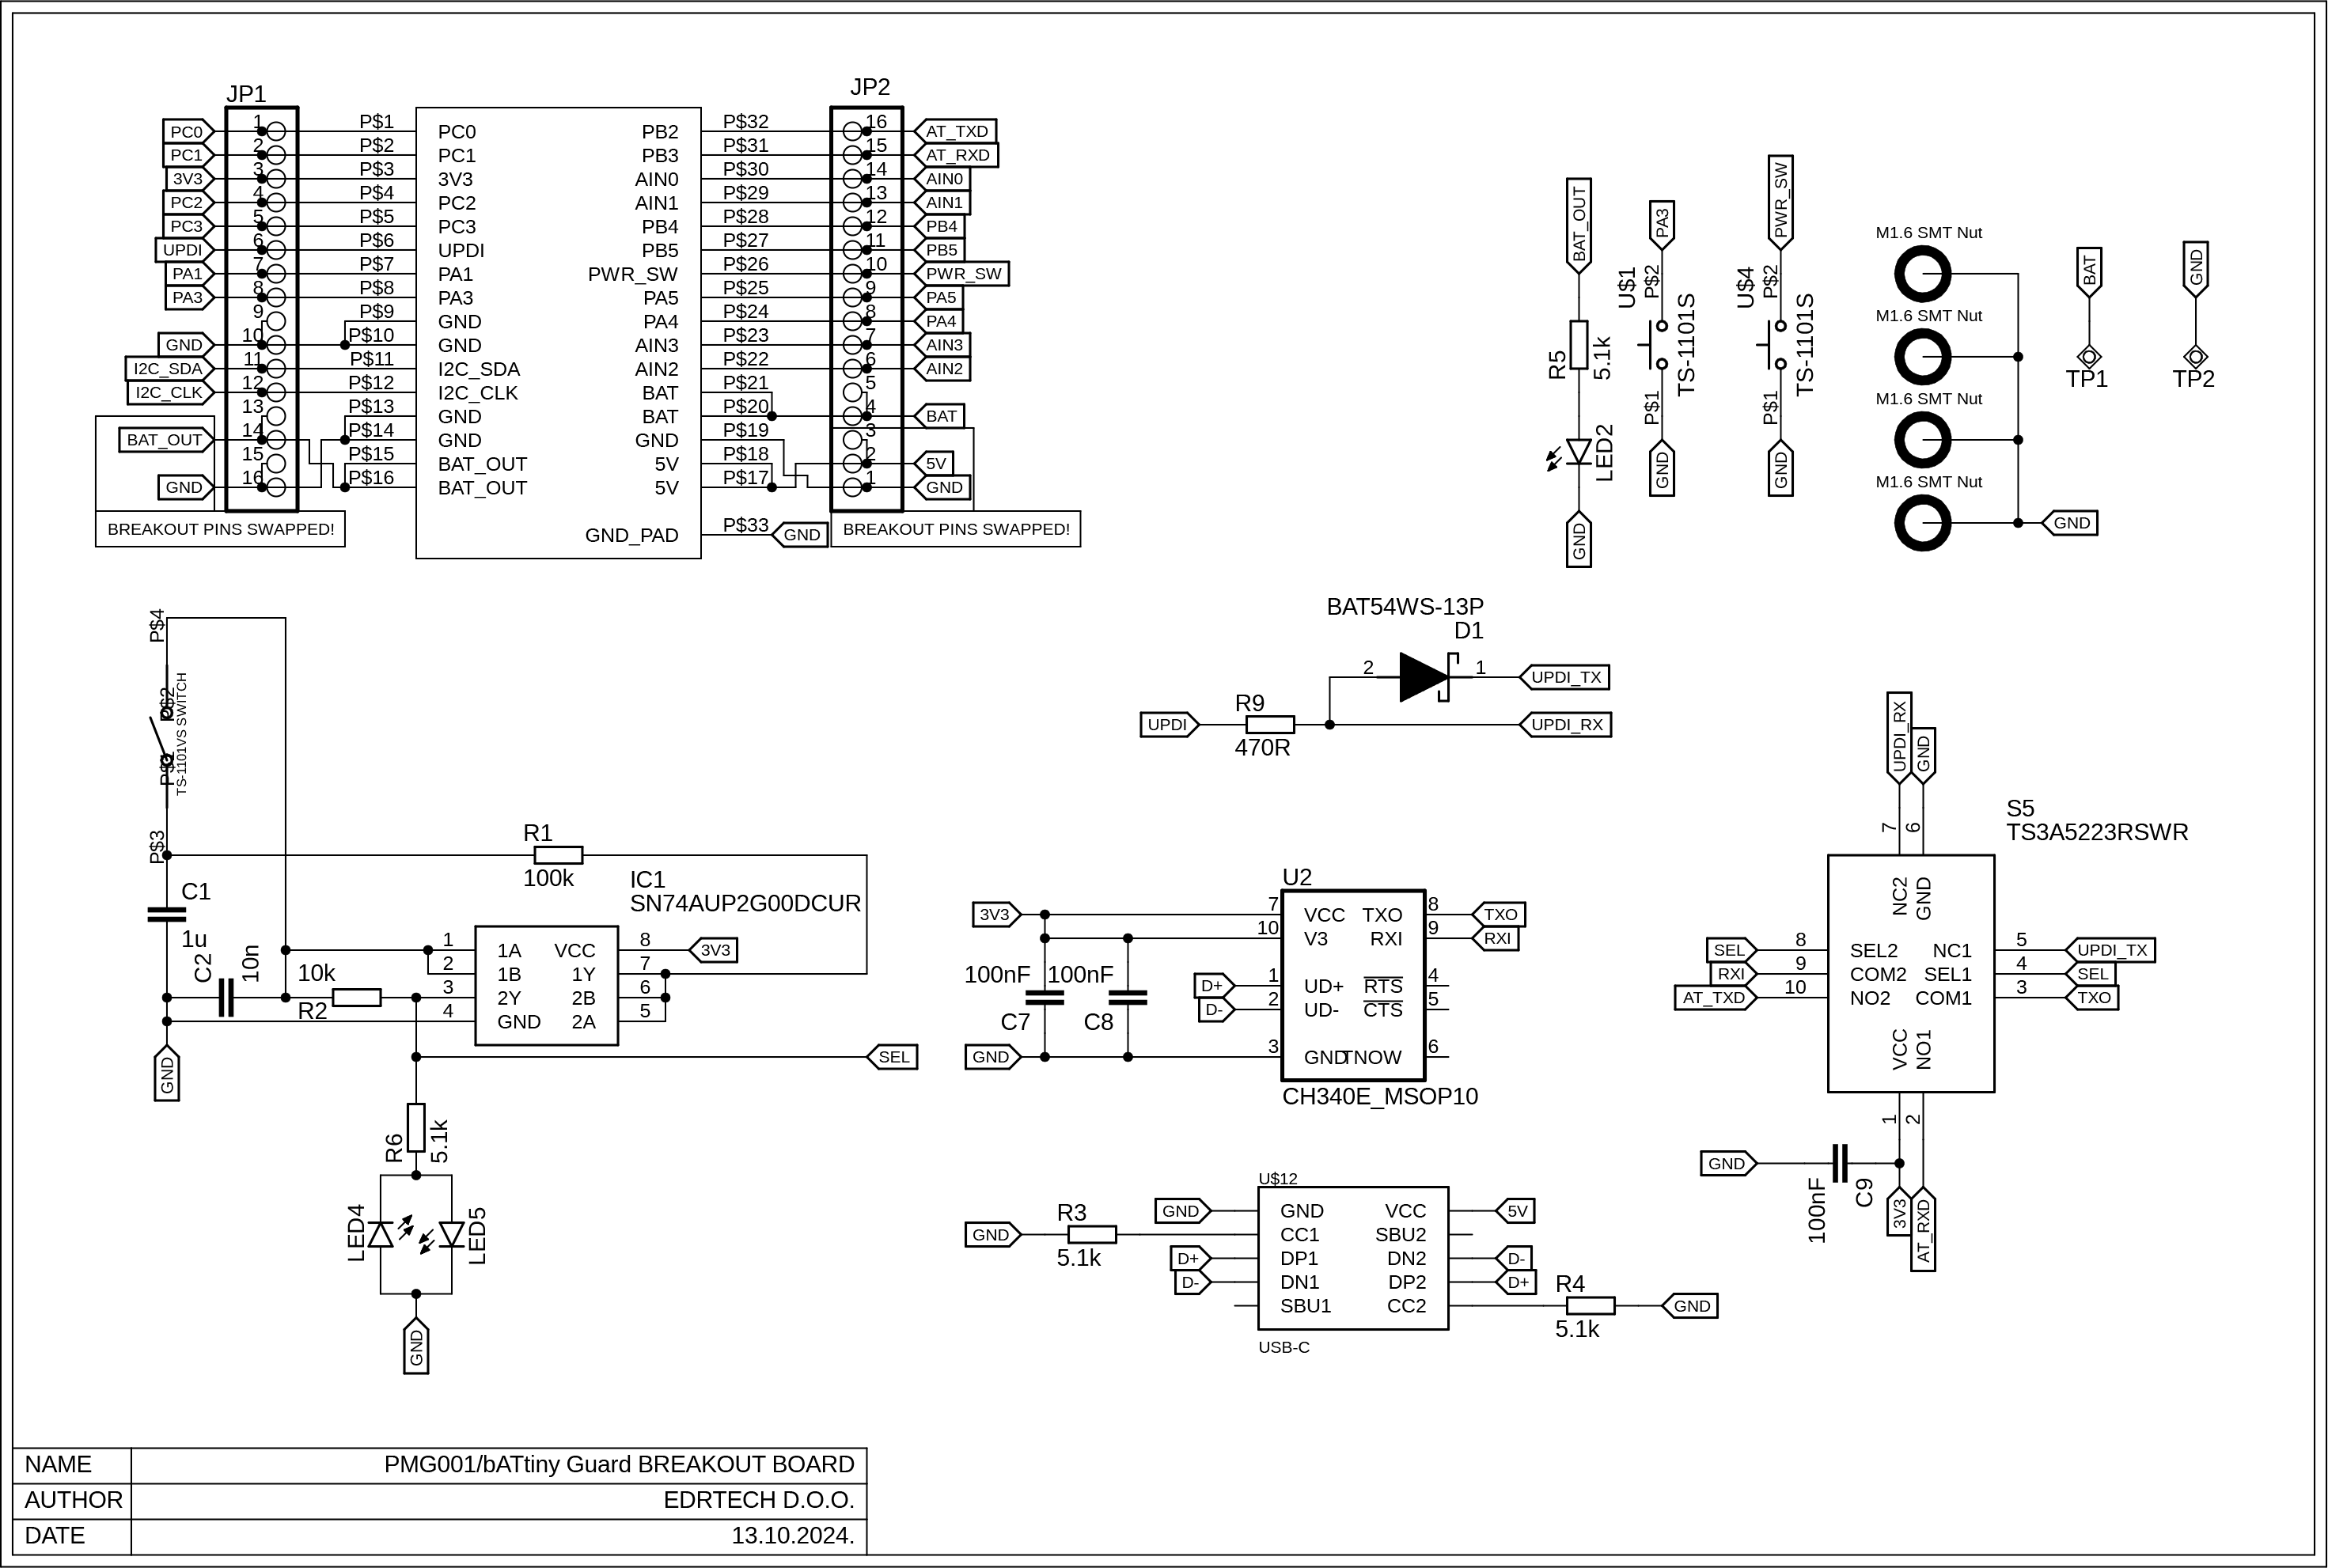 JP1
JP2
PC0 1 P$1 PC0 PB2 P$32 16 AT_TXD
PC1 2 P$2 PC1 PB3 P$31 15 AT_RXD
3V3 3 P$3 3V3 AIN0 P$30 14 AIN0
PC2 4 P$4 PC2 AIN1 P$29 13 AIN1
PC3 5 P$5 PC3 PB4 P$28 12 PB4
UPDI 6 P$6 UPDI PB5 P$27 11 PB5
PA1 7 P$7 PA1 PWR_SW P$26 10 PWR_SW
PA3 8 P$8 PA3 PA5 P$25 9 PA5
9 P$9 GND PA4 P$24 8 PA4
GND 10 P$10 GND AIN3 P$23 7 AIN3
I2C_SDA 11 P$11 I2C_SDA AIN2 P$22 6 AIN2
I2C_CLK 12 P$12 I2C_CLK BAT P$21 5
13 P$13 GND BAT P$20 4 BAT
BAT_OUT 14 P$14 GND GND P$19 3
15 P$15 BAT_OUT 5V P$18 2 5V
GND 16 P$16 BAT_OUT 5V P$17 1 GND
BREAKOUT PINS SWAPPED!
GND_PAD P$33 GND
BREAKOUT PINS SWAPPED!
BAT_OUT
R5
5.1k
LED2
GND
PA3
U$1
P$2
TS-1101S
P$1
GND
PWR_SW
U$4
P$2
TS-1101S
P$1
GND
M1.6 SMT Nut
M1.6 SMT Nut
M1.6 SMT Nut
M1.6 SMT Nut
GND
BAT
TP1
GND
TP2
P$4
P$2
P$1
TS-1101VS SWITCH
P$3
C1
1u
C2
10n
10k
R2
GND
R1
100k
IC1
SN74AUP2G00DCUR
1 1A VCC 8 3V3
2 1B 1Y 7
3 2Y 2B 6
4 GND 2A 5
SEL
R6
5.1k
LED4
LED5
GND
BAT54WS-13P
D1
2 1 UPDI_TX
R9
UPDI UPDI_RX
470R
U2
3V3 7 VCC TXO 8 TXO
10 V3 RXI 9 RXI
100nF 100nF
D+ 1 UD+ RTS 4
D- 2 UD- CTS 5
C7 C8
GND 3 GND TNOW 6
CH340E_MSOP10
U$12
GND GND VCC 5V
GND R3 CC1 SBU2
5.1k
D+ DP1 DN2 D-
D- DN1 DP2 D+
SBU1 CC2 R4 GND
5.1k
USB-C
UPDI_RX
GND
7 6
S5
TS3A5223RSWR
NC2 GND
SEL 8 SEL2 NC1 5 UPDI_TX
RXI 9 COM2 SEL1 4 SEL
AT_TXD 10 NO2 COM1 3 TXO
VCC NO1
1 2
GND
100nF
C9
3V3
AT_RXD
NAME PMG001/bATtiny Guard BREAKOUT BOARD
AUTHOR EDRTECH D.O.O.
DATE 13.10.2024.